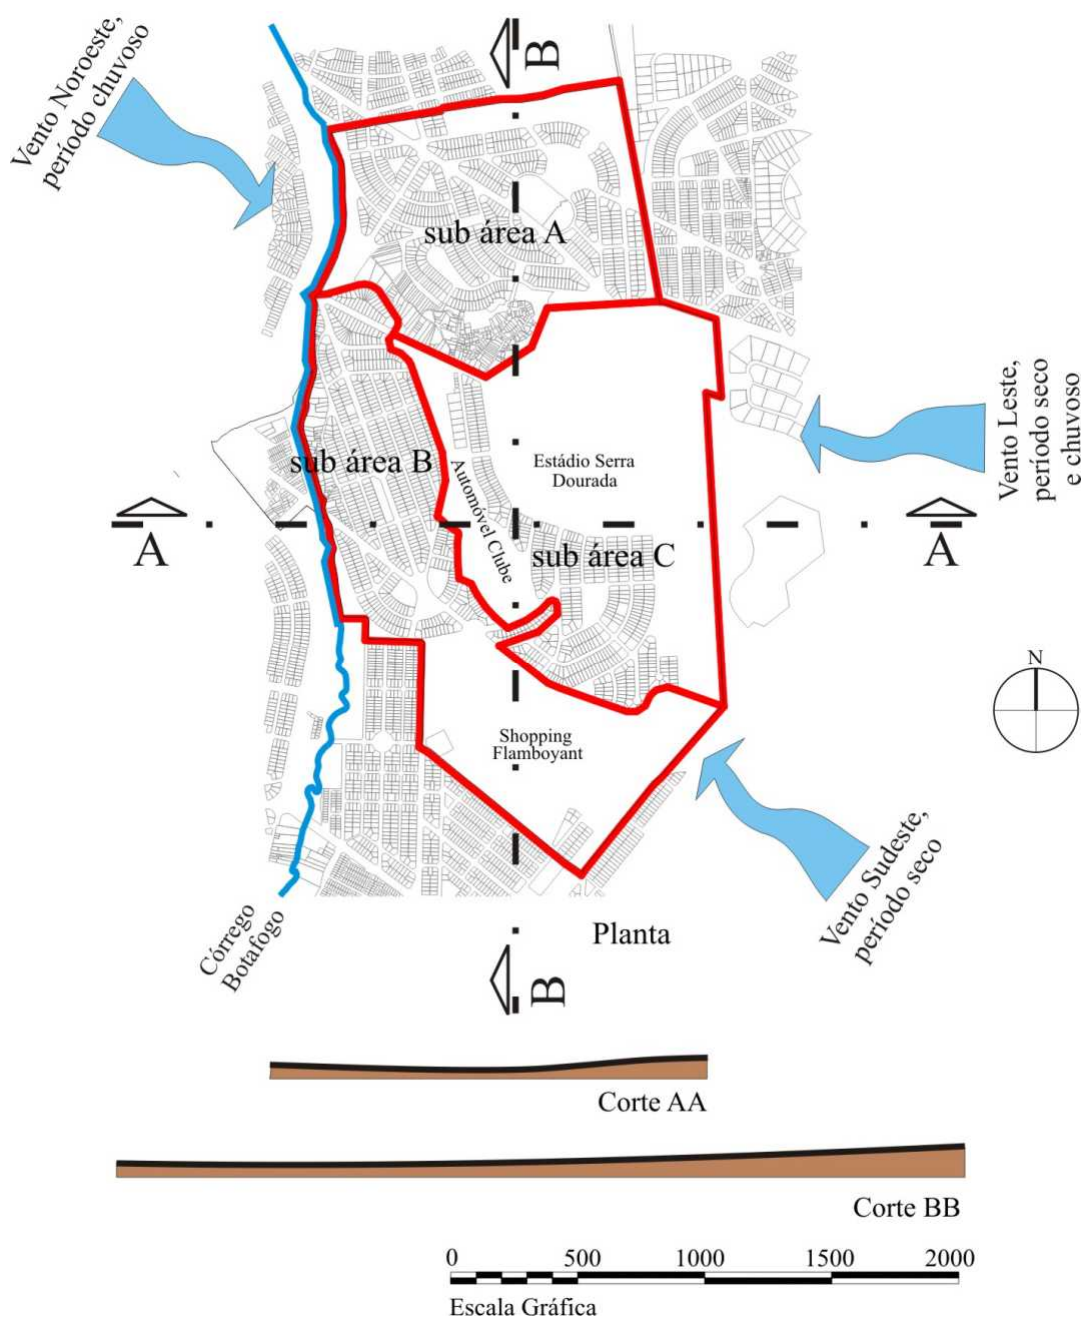 Vento Noroeste,
período chuvoso
B
N
sub área A
Vento Leste,
período seco
e chuvoso
sub área B
Estádio Serra
Dourada
Automóvel Clube
A
sub área C
A
N
Shopping
Flamboyant
Vento Sudeste,
período seco
Córrego
Botafogo
Planta
B
Corte AA
Corte BB
0 500 1000 1500 2000
Escala Gráfica